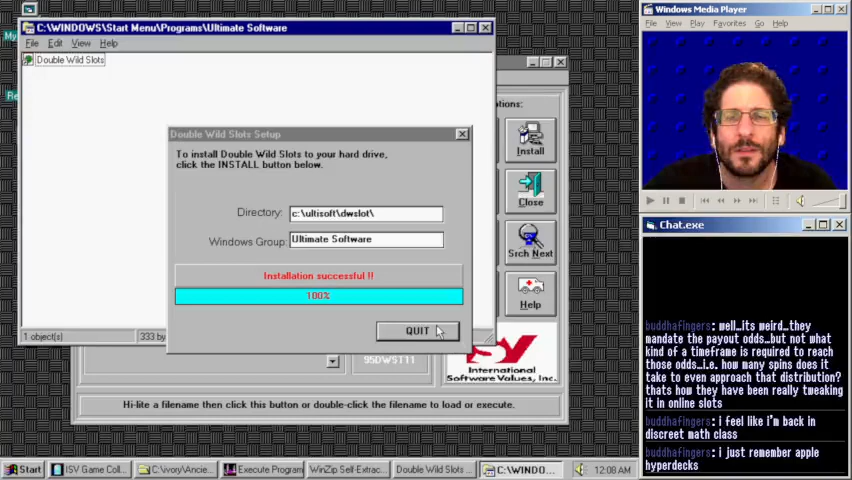 C:\WINDOWS\Start Menu\Programs\Ultimate Software
File Edit View Help
Double Wild Slots
1 object(s)
333 by
My
Re
ptions:
Install
Close
Srch Next
Help
Double Wild Slots Setup
To install Double Wild Slots to your hard drive,
click the INSTALL button below.
Directory: c:\ultisoft\dwslot\
Windows Group: Ultimate Software
Installation successful !!
100%
QUIT
95DWST11
ISV
International
Software Values, Inc.
Hi-lite a filename then click this button or double-click the filename to load or execute.
Start
ISV Game Coll...
C:\ivory\Ancie...
Execute Program
WinZip Self-Extrac...
Double Wild Slots ...
C:\WINDO...
12:08 AM
Windows Media Player
File View Play Favorites Go Help
Chat.exe
buddhafingers: well..its weird..they
mandate the payout odds..but not what
kind of a timeframe is required to reach
those odds..i.e. how many spins does it
take to even approach that distribution?
thats how they have been really tweaking
it in online slots
buddhafingers: i feel like i'm back in
discreet math class
buddhafingers: i just remember apple
hyperdecks